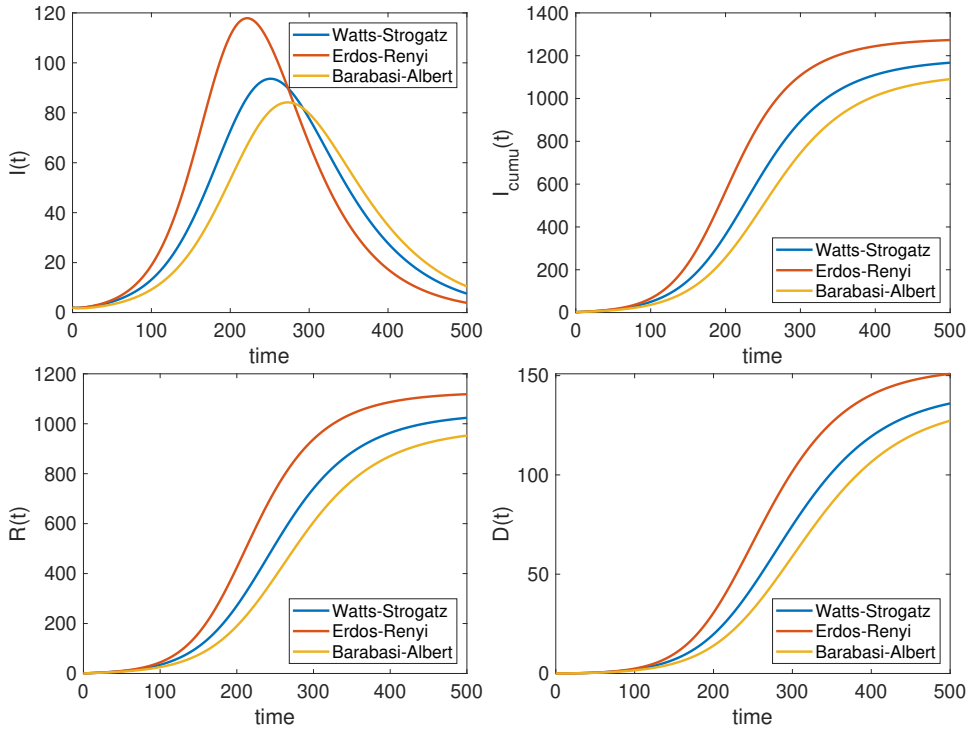 120
100
80
60
40
20
0
I(t)
0 100 200 300 400 500
time
Watts-Strogatz
Erdos-Renyi
Barabasi-Albert
1400
1200
1000
800
600
400
200
0
I_cumu(t)
0 100 200 300 400 500
time
Watts-Strogatz
Erdos-Renyi
Barabasi-Albert
1200
1000
800
600
400
200
0
R(t)
0 100 200 300 400 500
time
Watts-Strogatz
Erdos-Renyi
Barabasi-Albert
150
100
50
0
D(t)
0 100 200 300 400 500
time
Watts-Strogatz
Erdos-Renyi
Barabasi-Albert